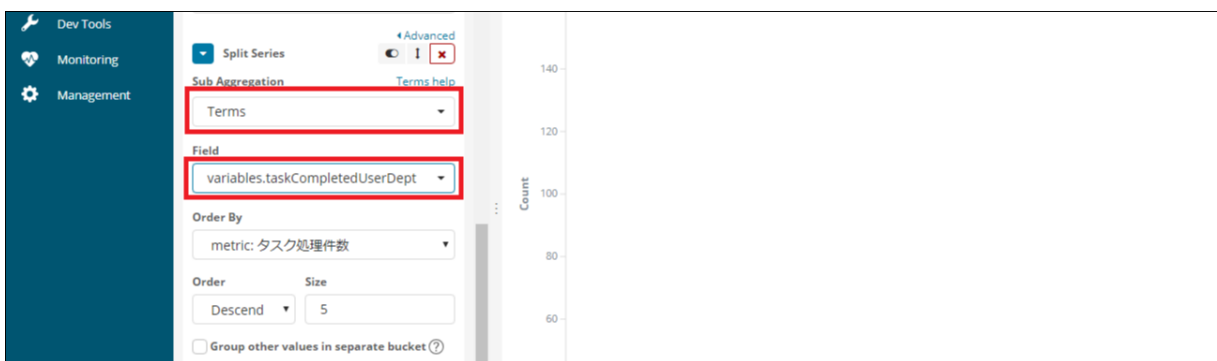 Dev Tools
Monitoring
Management
Advanced
Split Series
Sub Aggregation Terms help
Terms
Field
variables.taskCompletedUserDept
Order By
metric: タスク処理件数
Order Size
Descend 5
Group other values in separate bucket ?
Count
140
120
100
80
60